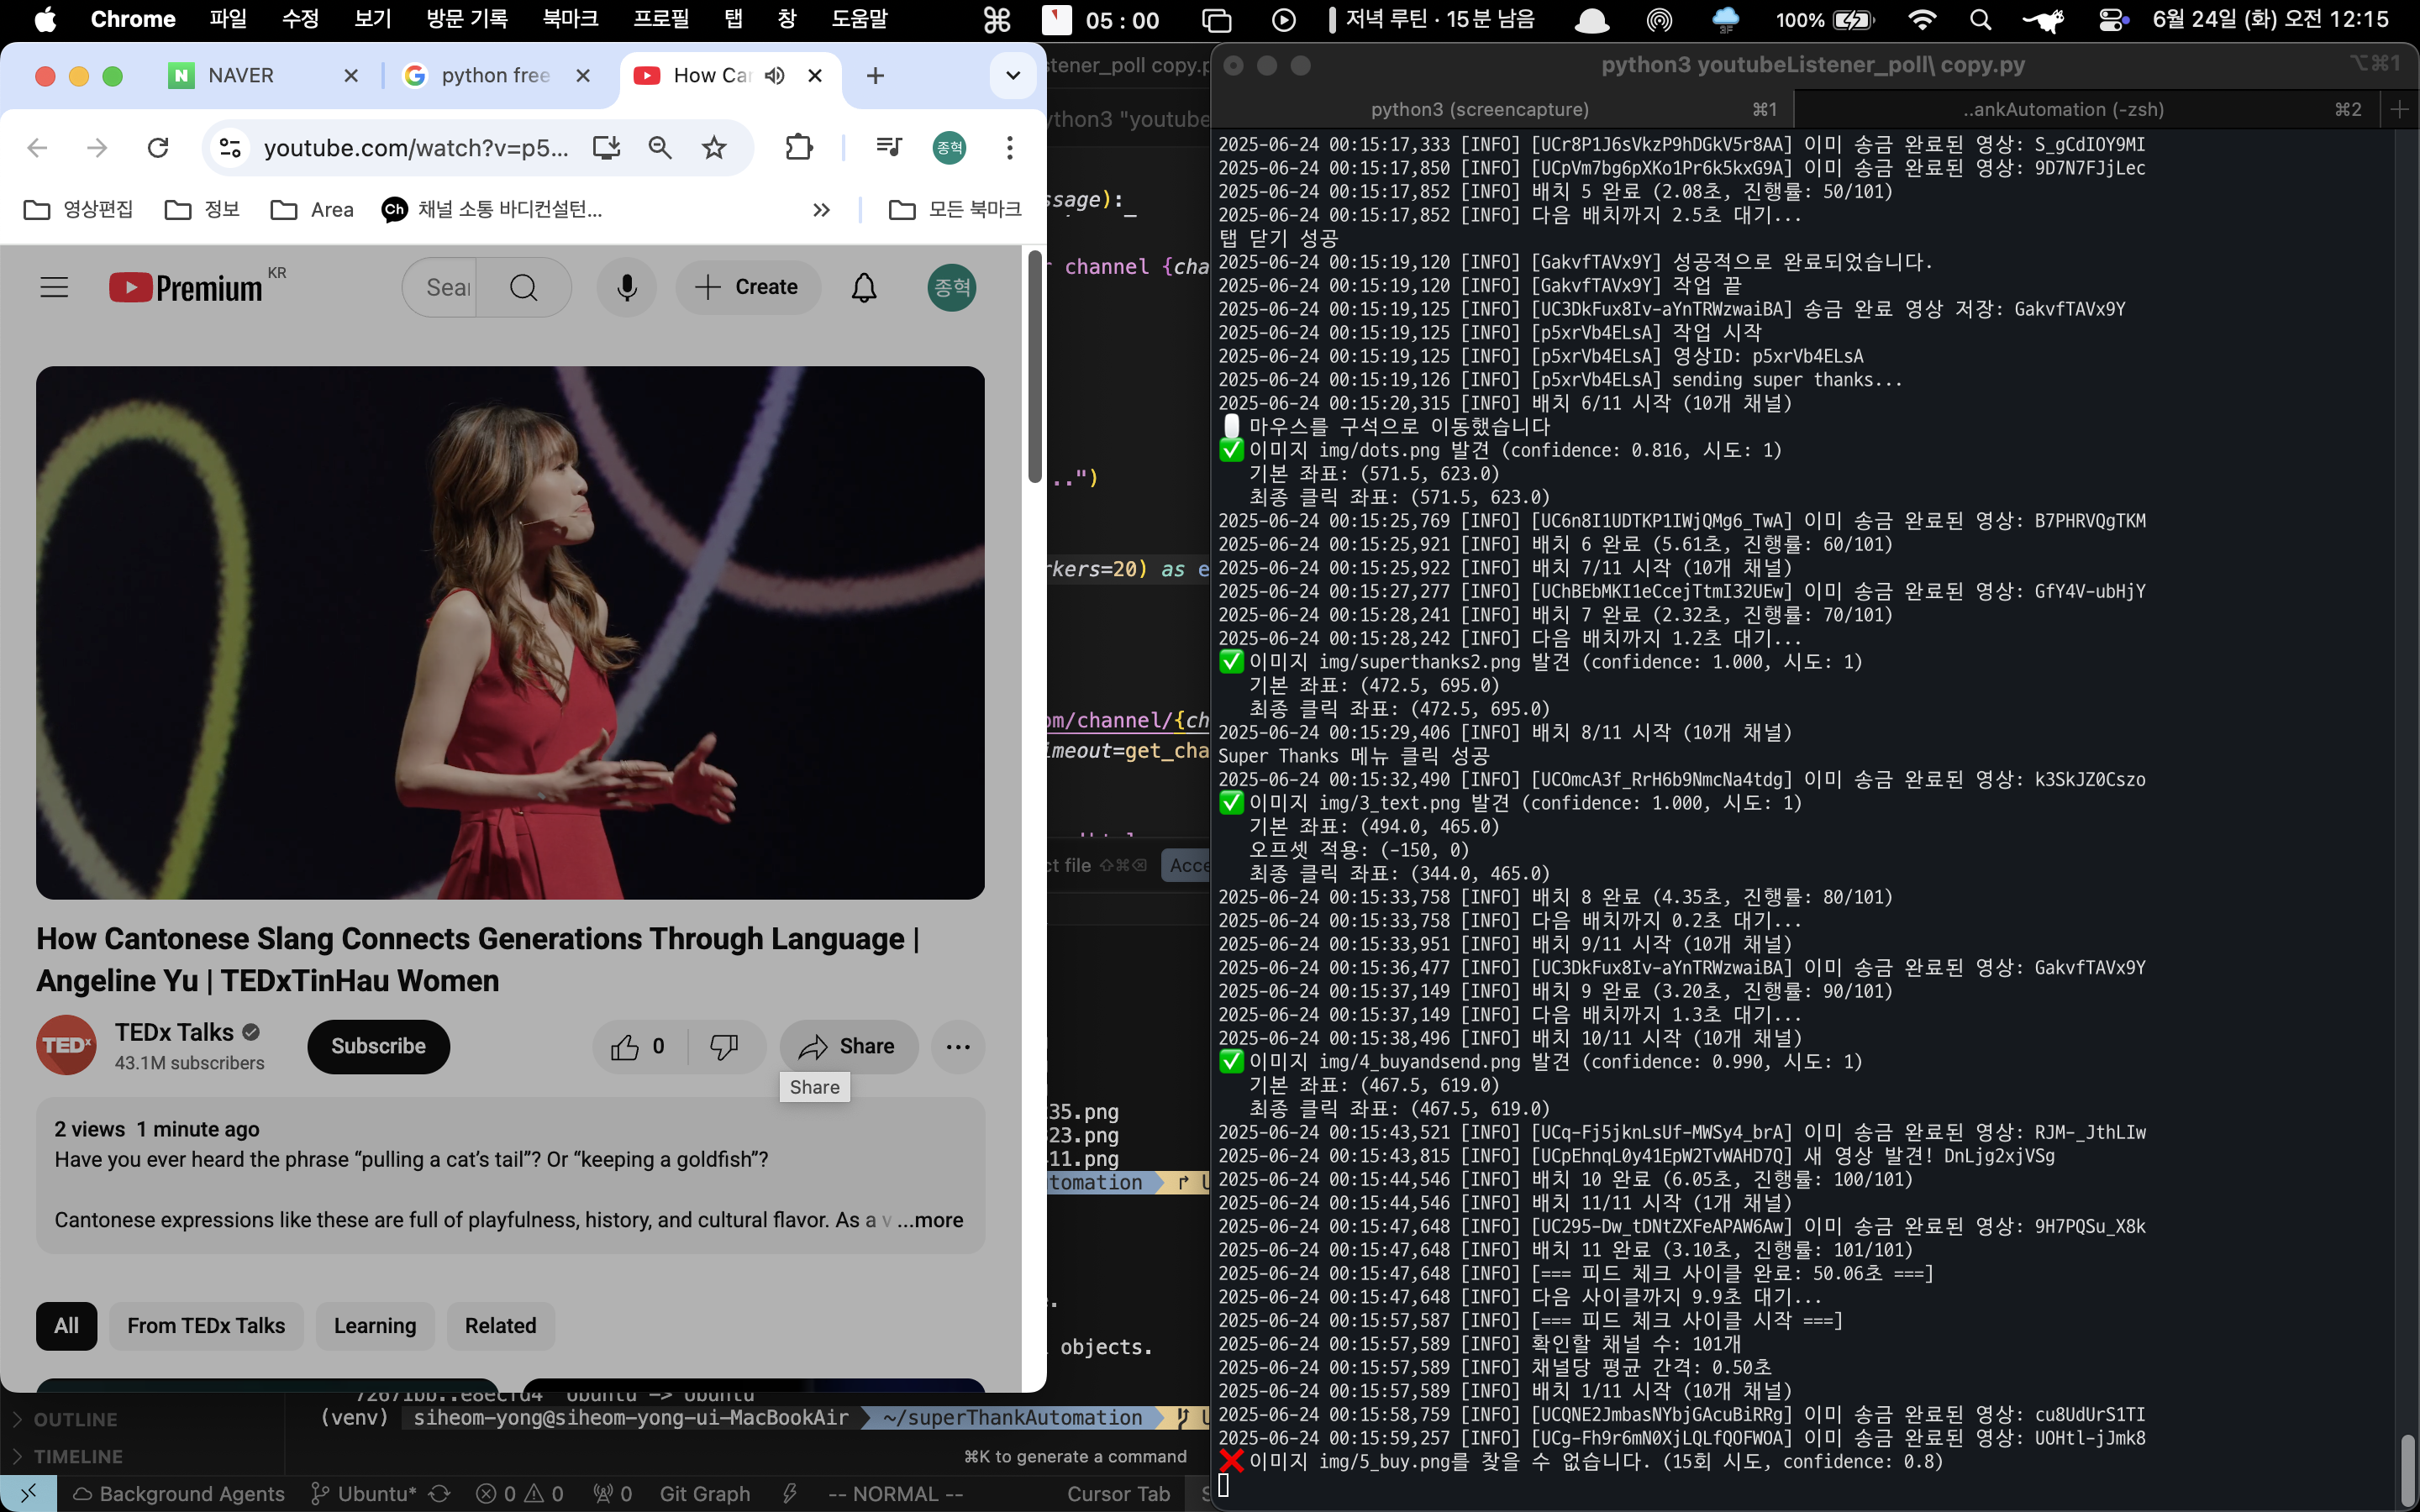 Chrome 파일 수정 보기 방문 기록 북마크 프로필 탭 창 도움말 05 : 00 저녁 루틴 · 15분 남음 3F 100% 6월 24일 (화) 오전 12:15
N NAVER
python free
How Car
youtube.com/watch?v=p5...
종혁
영상편집 정보 Area Ch 채널 소통 바디컨설턴... 모든 북마크
Premium KR
Sear
Create
종혁
How Cantonese Slang Connects Generations Through Language |
Angeline Yu | TEDxTinHau Women
TEDx
TEDx Talks
43.1M subscribers
Subscribe
0
Share
Share
2 views 1 minute ago
Have you ever heard the phrase “pulling a cat’s tail”? Or “keeping a goldfish”?
Cantonese expressions like these are full of playfulness, history, and cultural flavor. As a v ...more
All From TEDx Talks Learning Related
stener_poll copy.p
ython3 "youtube
ssage):
r channel {cha
..")
rkers=20) as e
om/channel/{ch
imeout=get_cha
ct file Acce
35.png
23.png
11.png
tomation
objects.
72671bb..e8ecfd4 Ubuntu -> Ubuntu
(venv) siheom-yong@siheom-yong-ui-MacBookAir ~/superThankAutomation
OUTLINE
TIMELINE
⌘K to generate a command
Background Agents Ubuntu* 0 0 0 Git Graph -- NORMAL -- Cursor Tab
python3 youtubeListener_poll\ copy.py ⌥⌘1
python3 (screencapture) ⌘1 ..ankAutomation (-zsh) ⌘2
2025-06-24 00:15:17,333 [INFO] [UCr8P1J6sVkzP9hDGkV5r8AA] 이미 송금 완료된 영상: S_gCdIOY9MI
2025-06-24 00:15:17,850 [INFO] [UCpVm7bg6pXKo1Pr6k5kxG9A] 이미 송금 완료된 영상: 9D7N7FJjLec
2025-06-24 00:15:17,852 [INFO] 배치 5 완료 (2.08초, 진행률: 50/101)
2025-06-24 00:15:17,852 [INFO] 다음 배치까지 2.5초 대기...
탭 닫기 성공
2025-06-24 00:15:19,120 [INFO] [GakvfTAVx9Y] 성공적으로 완료되었습니다.
2025-06-24 00:15:19,120 [INFO] [GakvfTAVx9Y] 작업 끝
2025-06-24 00:15:19,125 [INFO] [UC3DkFux8Iv-aYnTRWzwaiBA] 송금 완료 영상 저장: GakvfTAVx9Y
2025-06-24 00:15:19,125 [INFO] [p5xrVb4ELsA] 작업 시작
2025-06-24 00:15:19,125 [INFO] [p5xrVb4ELsA] 영상ID: p5xrVb4ELsA
2025-06-24 00:15:19,126 [INFO] [p5xrVb4ELsA] sending super thanks...
2025-06-24 00:15:20,315 [INFO] 배치 6/11 시작 (10개 채널)
마우스를 구석으로 이동했습니다
✅ 이미지 img/dots.png 발견 (confidence: 0.816, 시도: 1)
기본 좌표: (571.5, 623.0)
최종 클릭 좌표: (571.5, 623.0)
2025-06-24 00:15:25,769 [INFO] [UC6n8I1UDTKP1IWjQMg6_TwA] 이미 송금 완료된 영상: B7PHRVQgTKM
2025-06-24 00:15:25,921 [INFO] 배치 6 완료 (5.61초, 진행률: 60/101)
2025-06-24 00:15:25,922 [INFO] 배치 7/11 시작 (10개 채널)
2025-06-24 00:15:27,277 [INFO] [UChBEbMKI1eCcejTtmI32UEw] 이미 송금 완료된 영상: GfY4V-ubHjY
2025-06-24 00:15:28,241 [INFO] 배치 7 완료 (2.32초, 진행률: 70/101)
2025-06-24 00:15:28,242 [INFO] 다음 배치까지 1.2초 대기...
✅ 이미지 img/superthanks2.png 발견 (confidence: 1.000, 시도: 1)
기본 좌표: (472.5, 695.0)
최종 클릭 좌표: (472.5, 695.0)
2025-06-24 00:15:29,406 [INFO] 배치 8/11 시작 (10개 채널)
Super Thanks 메뉴 클릭 성공
2025-06-24 00:15:32,490 [INFO] [UCOmcA3f_RrH6b9NmcNa4tdg] 이미 송금 완료된 영상: k3SkJZ0Cszo
✅ 이미지 img/3_text.png 발견 (confidence: 1.000, 시도: 1)
기본 좌표: (494.0, 465.0)
오프셋 적용: (-150, 0)
최종 클릭 좌표: (344.0, 465.0)
2025-06-24 00:15:33,758 [INFO] 배치 8 완료 (4.35초, 진행률: 80/101)
2025-06-24 00:15:33,758 [INFO] 다음 배치까지 0.2초 대기...
2025-06-24 00:15:33,951 [INFO] 배치 9/11 시작 (10개 채널)
2025-06-24 00:15:36,477 [INFO] [UC3DkFux8Iv-aYnTRWzwaiBA] 이미 송금 완료된 영상: GakvfTAVx9Y
2025-06-24 00:15:37,149 [INFO] 배치 9 완료 (3.20초, 진행률: 90/101)
2025-06-24 00:15:37,149 [INFO] 다음 배치까지 1.3초 대기...
2025-06-24 00:15:38,496 [INFO] 배치 10/11 시작 (10개 채널)
✅ 이미지 img/4_buyandsend.png 발견 (confidence: 0.990, 시도: 1)
기본 좌표: (467.5, 619.0)
최종 클릭 좌표: (467.5, 619.0)
2025-06-24 00:15:43,521 [INFO] [UCq-Fj5jknLsUf-MWSy4_brA] 이미 송금 완료된 영상: RJM-_JthLIw
2025-06-24 00:15:43,815 [INFO] [UCpEhnqL0y41EpW2TvWAHD7Q] 새 영상 발견! DnLjg2xjVSg
2025-06-24 00:15:44,546 [INFO] 배치 10 완료 (6.05초, 진행률: 100/101)
2025-06-24 00:15:44,546 [INFO] 배치 11/11 시작 (1개 채널)
2025-06-24 00:15:47,648 [INFO] [UC295-Dw_tDNtZXFeAPAW6Aw] 이미 송금 완료된 영상: 9H7PQSu_X8k
2025-06-24 00:15:47,648 [INFO] 배치 11 완료 (3.10초, 진행률: 101/101)
2025-06-24 00:15:47,648 [INFO] [=== 피드 체크 사이클 완료: 50.06초 ===]
2025-06-24 00:15:47,648 [INFO] 다음 사이클까지 9.9초 대기...
2025-06-24 00:15:57,587 [INFO] [=== 피드 체크 사이클 시작 ===]
2025-06-24 00:15:57,589 [INFO] 확인할 채널 수: 101개
2025-06-24 00:15:57,589 [INFO] 채널당 평균 간격: 0.50초
2025-06-24 00:15:57,589 [INFO] 배치 1/11 시작 (10개 채널)
2025-06-24 00:15:58,759 [INFO] [UCQNE2JmbasNYbjGAcuBiRRg] 이미 송금 완료된 영상: cu8UdUrS1TI
2025-06-24 00:15:59,257 [INFO] [UCg-Fh9r6mN0XjLQLfQOFWOA] 이미 송금 완료된 영상: UOHtl-jJmk8
❌ 이미지 img/5_buy.png를 찾을 수 없습니다. (15회 시도, confidence: 0.8)